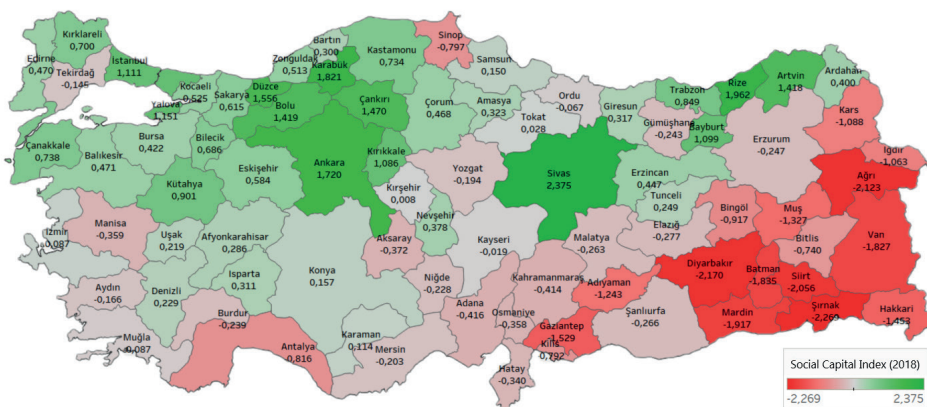 Kırklareli
0,700
Edirne
0,470
Tekirdağ
-0,145
İstanbul
1,111
Kocaeli
0,525
Yalova
1,151
Sakarya
0,615
Düzce
1,556
Zonguldak
0,513
Bartın
0,300
Karabük
1,821
Kastamonu
0,734
Sinop
-0,797
Samsun
0,150
Bolu
1,419
Çankırı
1,470
Çorum
0,468
Amasya
0,323
Ordu
-0,067
Tokat
0,028
Giresun
0,317
Gümüşhane
-0,243
Trabzon
0,849
Rize
1,962
Artvin
1,418
Ardahan
0,400
Bayburt
1,099
Kars
-1,088
Iğdır
-1,063
Erzurum
-0,247
Ağrı
-2,123
Çanakkale
0,738
Balıkesir
0,471
Bursa
0,422
Bilecik
0,686
Eskişehir
0,584
Kütahya
0,901
Ankara
1,720
Kırıkkale
1,086
Kırşehir
0,008
Yozgat
-0,194
Sivas
2,375
Erzincan
0,447
Tunceli
0,249
Bingöl
-0,917
Muş
-1,327
Bitlis
-0,740
Van
-1,827
İzmir
0,087
Manisa
-0,359
Uşak
0,219
Afyonkarahisar
0,286
Konya
0,157
Aksaray
-0,372
Nevşehir
0,378
Kayseri
-0,019
Malatya
-0,263
Elazığ
-0,277
Diyarbakır
-2,170
Batman
-1,835
Siirt
-2,056
Şırnak
-2,269
Hakkari
-1,453
Mardin
-1,917
Aydın
-0,166
Denizli
0,229
Isparta
0,311
Burdur
-0,239
Muğla
-0,087
Antalya
-0,816
Karaman
0,114
Mersin
-0,203
Niğde
-0,228
Adana
-0,416
Kahramanmaraş
-0,414
Osmaniye
-0,358
Adıyaman
-1,243
Gaziantep
-1,529
Kilis
0,792
Hatay
-0,340
Şanlıurfa
-0,266
Social Capital Index (2018)
-2,269 2,375